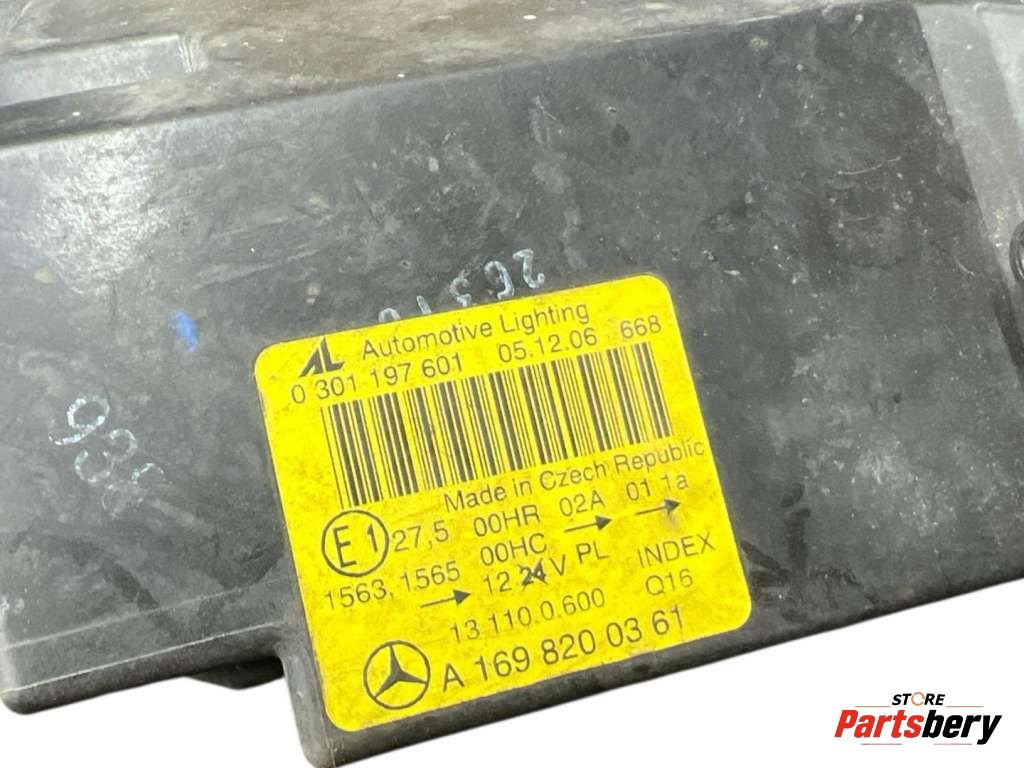 AL Automotive Lighting
0 301 197 601 05.12.06 668
Made in Czech Republic
E1 27,5 00HR 02A 01 1a
1563, 1565 00HC → →
→ 12 24V PL INDEX
13.110.0.600 Q16
A 169 820 03 61
STORE
Partsbery